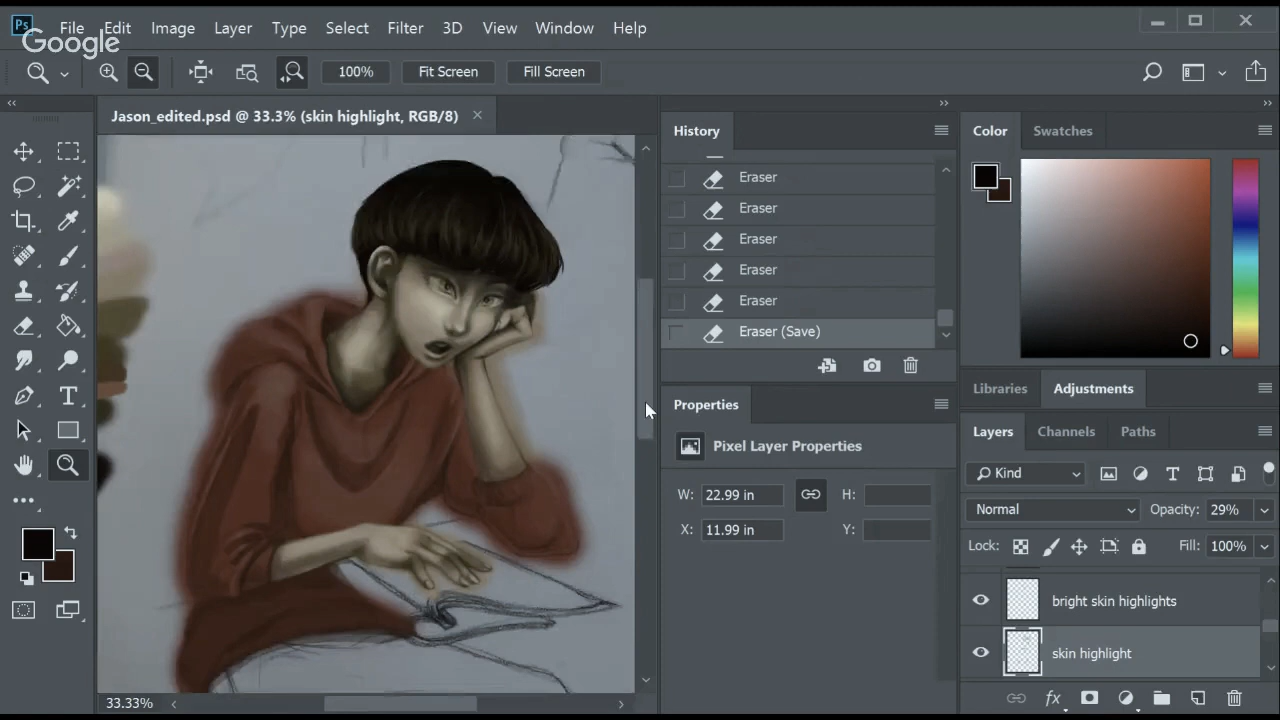 Ps File Edit Image Layer Type Select Filter 3D View Window Help
Google
100% Fit Screen Fill Screen
Jason_edited.psd @ 33.3% (skin highlight, RGB/8)
History
Eraser
Eraser
Eraser
Eraser
Eraser
Eraser (Save)
Properties
Pixel Layer Properties
W: 22.99 in H:
X: 11.99 in Y:
Color Swatches
Libraries Adjustments
Layers Channels Paths
Kind
Normal Opacity: 29%
Lock: Fill: 100%
bright skin highlights
skin highlight
fx
T
33.33%